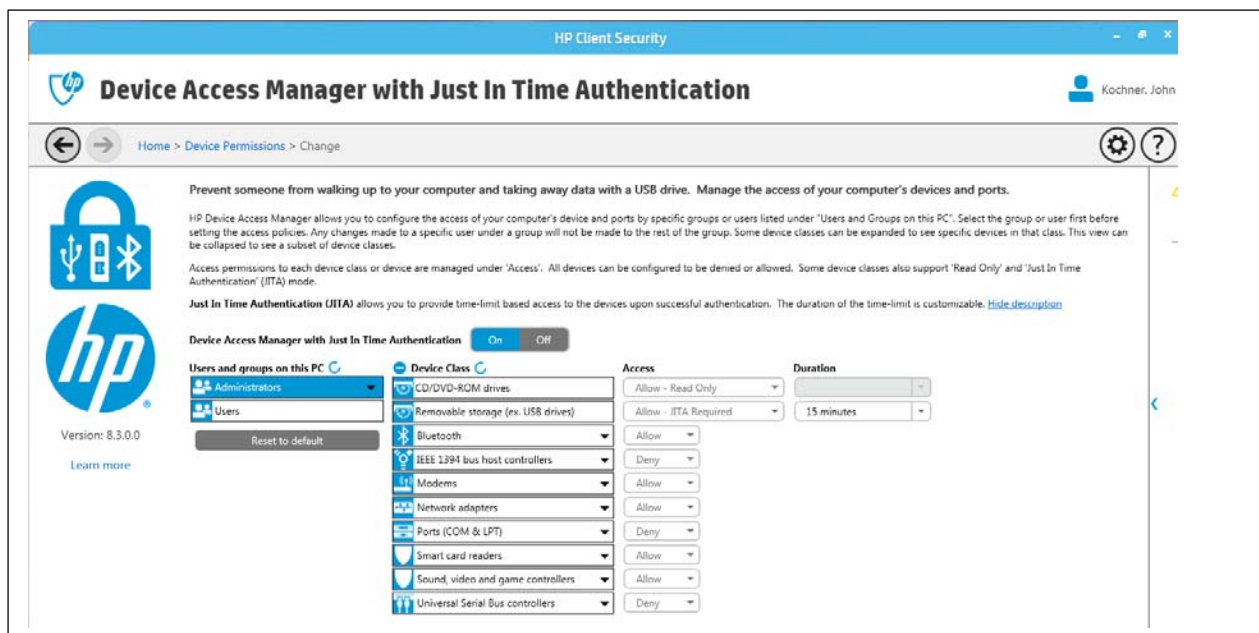 HP Client Security
Device Access Manager with Just In Time Authentication
Kochner, John
Home > Device Permissions > Change
Prevent someone from walking up to your computer and taking away data with a USB drive. Manage the access of your computer's devices and ports.
HP Device Access Manager allows you to configure the access of your computer's device and ports by specific groups or users listed under "Users and Groups on this PC". Select the group or user first before
setting the access policies. Any changes made to a specific user under a group will not be made to the rest of the group. Some device classes can be expanded to see specific devices in that class. This view can
be collapsed to see a subset of device classes.
Access permissions to each device class or device are managed under 'Access'. All devices can be configured to be denied or allowed. Some device classes also support 'Read Only' and 'Just In Time
Authentication' (JITA) mode.
Just In Time Authentication (JITA) allows you to provide time-limit based access to the devices upon successful authentication. The duration of the time-limit is customizable. Hide description
Device Access Manager with Just In Time Authentication On Off
Users and groups on this PC Device Class Access Duration
Administrators CD/DVD-ROM drives Allow - Read Only
Users Removable storage (ex. USB drives) Allow - JITA Required 15 minutes
Version: 8.3.0.0 Reset to default Bluetooth Allow
Learn more IEEE 1394 bus host controllers Deny
Modems Allow
Network adapters Allow
Ports (COM & LPT) Deny
Smart card readers Allow
Sound, video and game controllers Allow
Universal Serial Bus controllers Deny